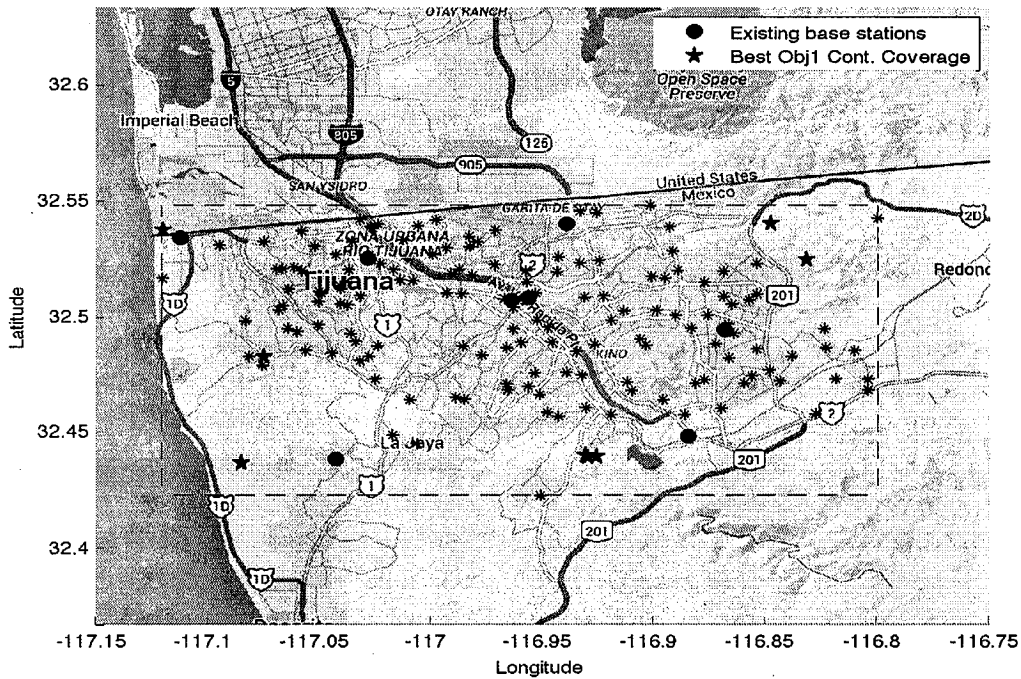 OTAY RANCH
Existing base stations
Best Obj1 Cont. Coverage
5
32.6
Open Space
Preserve
Imperial Beach
805
125
905
SAN YSIDRO
United States
Mexico
32.55
GARITA DE OTAY
2D
ZONA URBANA
RIO TIJUANA
2
Redond
Tijuana
201
1D
Latitude
32.5
1
KINO
2
32.45
La Joya
201
1
1D
201
32.4
1D
-117.15
-117.1
-117.05
-117
-116.95
-116.9
-116.85
-116.8
-116.75
Longitude